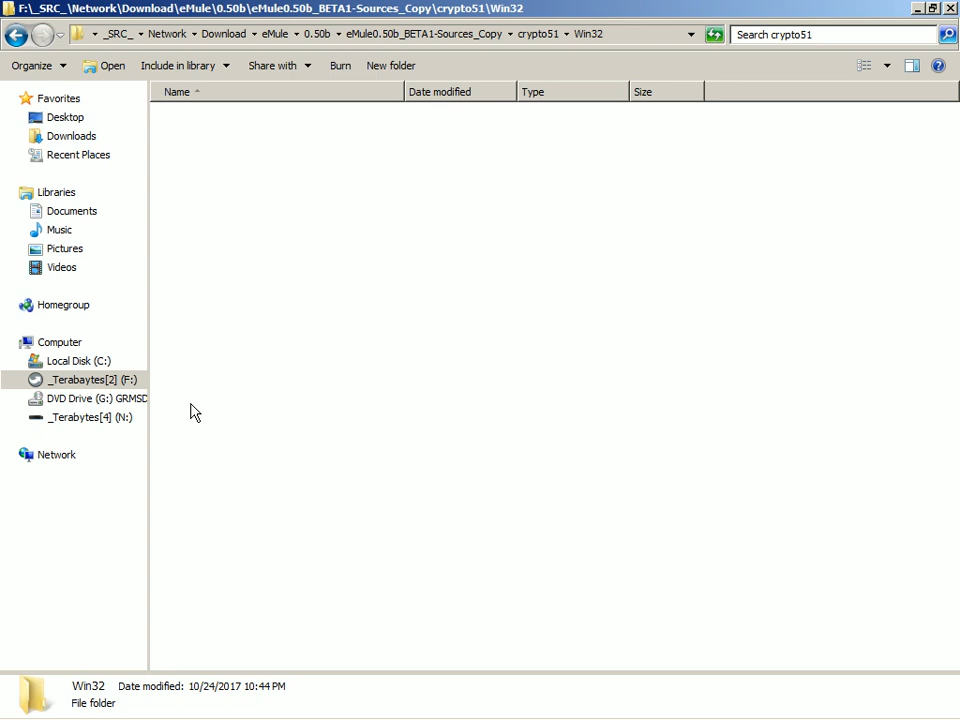 F:\_SRC_\Network\Download\eMule\0.50b\eMule0.50b_BETA1-Sources_Copy\crypto51\Win32
_SRC_ Network Download eMule 0.50b eMule0.50b_BETA1-Sources_Copy crypto51 Win32 Search crypto51
Organize Open Include in library Share with Burn New folder
Name Date modified Type Size
Favorites
Desktop
Downloads
Recent Places
Libraries
Documents
Music
Pictures
Videos
Homegroup
Computer
Local Disk (C:)
_Terabaytes[2] (F:)
DVD Drive (G:) GRMSD
_Terabytes[4] (N:)
Network
Win32 Date modified: 10/24/2017 10:44 PM
File folder